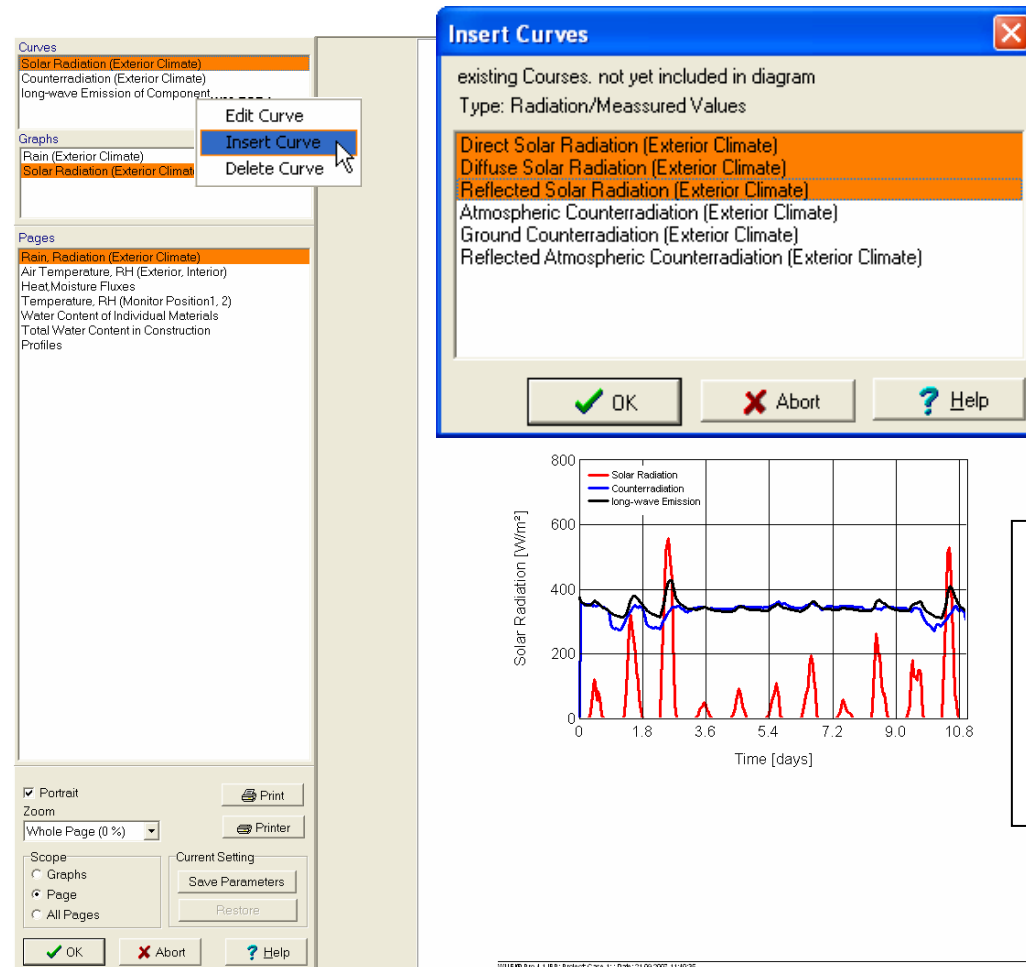 Curves
Solar Radiation (Exterior Climate)
Counterradiation (Exterior Climate)
long-wave Emission of Component
Edit Curve
Insert Curve
Delete Curve
Graphs
Rain (Exterior Climate)
Solar Radiation (Exterior Climat
Pages
Rain, Radiation (Exterior Climate)
Air Temperature, RH (Exterior, Interior)
Heat,Moisture Fluxes
Temperature, RH (Monitor Position1, 2)
Water Content of Individual Materials
Total Water Content in Construction
Profiles
Portrait
Print
Zoom
Whole Page (0 %)
Printer
Scope
Graphs
Page
All Pages
Current Setting
Save Parameters
Restore
OK
Abort
? Help
Insert Curves
existing Courses. not yet included in diagram
Type: Radiation/Meassured Values
Direct Solar Radiation (Exterior Climate)
Diffuse Solar Radiation (Exterior Climate)
Reflected Solar Radiation (Exterior Climate)
Atmospheric Counterradiation (Exterior Climate)
Ground Counterradiation (Exterior Climate)
Reflected Atmospheric Counterradiation (Exterior Climate)
OK
Abort
? Help
Solar Radiation
Counterradiation
long-wave Emission
Solar Radiation [W/m²]
800
600
400
200
0
0 1.8 3.6 5.4 7.2 9.0 10.8
Time [days]